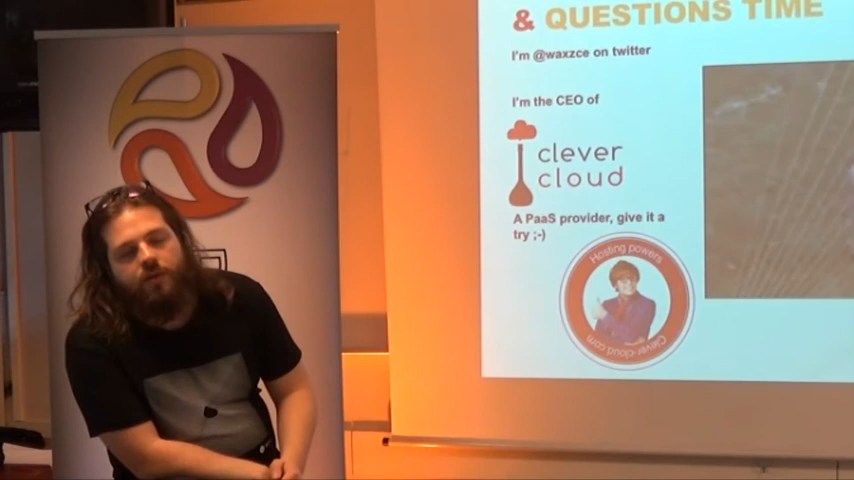 & QUESTIONS TIME
I'm @waxzce on twitter
I'm the CEO of
clever
cloud
A PaaS provider, give it a
try ;-)
Hosting powers
Clever-cloud.com